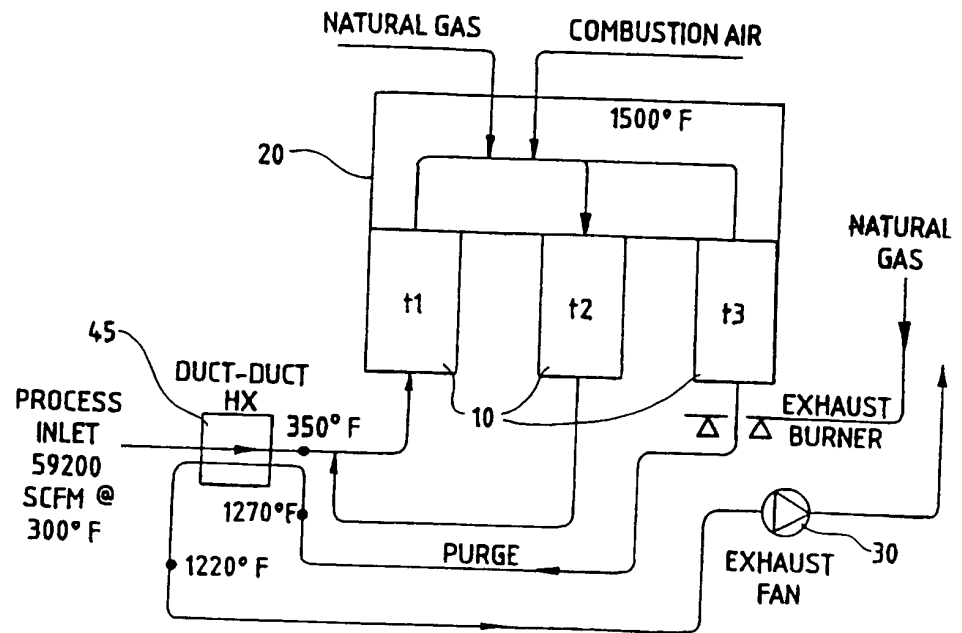 NATURAL GAS
COMBUSTION AIR
1500° F
20
NATURAL
GAS
t1
t2
t3
45
DUCT-DUCT
HX
PROCESS
INLET
59200
SCFM @
300° F
350° F
10
EXHAUST
BURNER
1270° F
1220° F
PURGE
30
EXHAUST
FAN